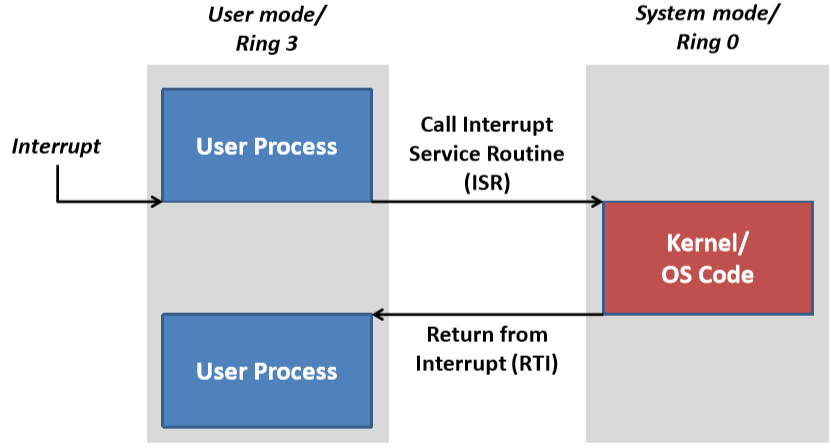 User mode/
Ring 3
System mode/
Ring 0
Interrupt
User Process
Call Interrupt
Service Routine
(ISR)
Kernel/
OS Code
Return from
Interrupt (RTI)
User Process